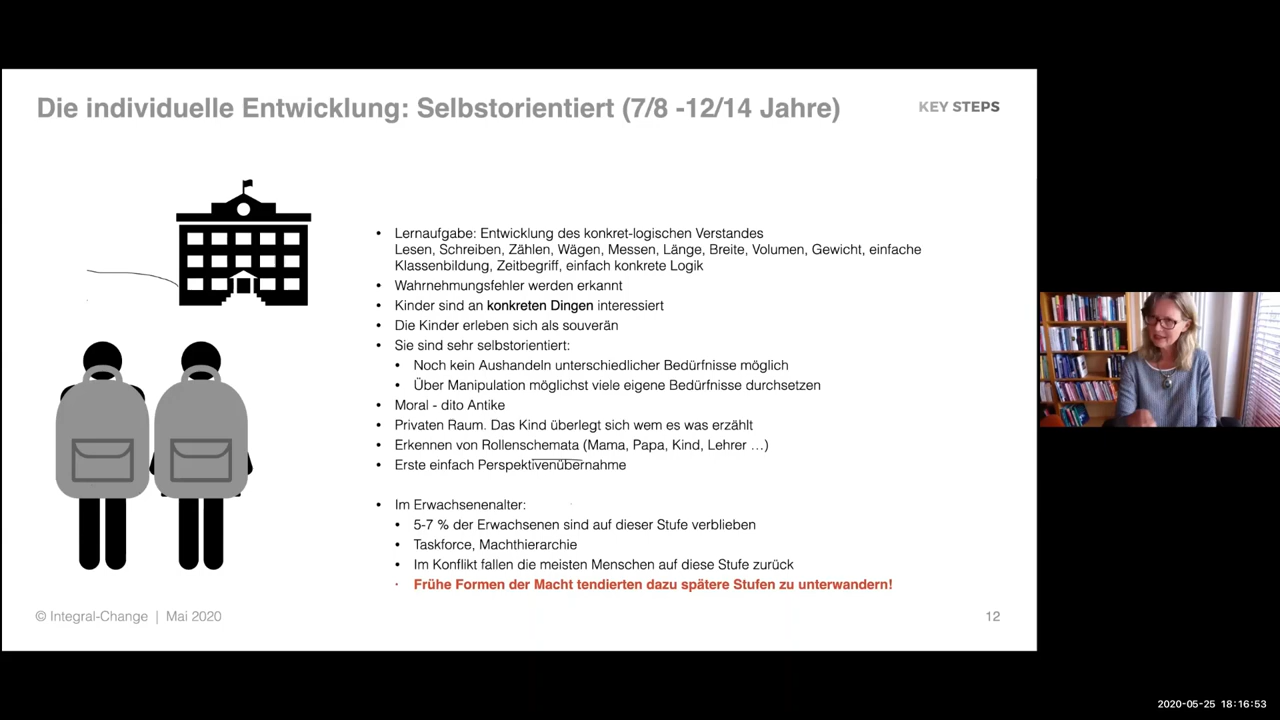 Die individuelle Entwicklung: Selbstorientiert (7/8 -12/14 Jahre)
KEY STEPS
• Lernaufgabe: Entwicklung des konkret-logischen Verstandes
Lesen, Schreiben, Zählen, Wägen, Messen, Länge, Breite, Volumen, Gewicht, einfache
Klassenbildung, Zeitbegriff, einfach konkrete Logik
• Wahrnehmungsfehler werden erkannt
• Kinder sind an konkreten Dingen interessiert
• Die Kinder erleben sich als souverän
• Sie sind sehr selbstorientiert:
• Noch kein Aushandeln unterschiedlicher Bedürfnisse möglich
• Über Manipulation möglichst viele eigene Bedürfnisse durchsetzen
• Moral - dito Antike
• Privaten Raum. Das Kind überlegt sich wem es was erzählt
• Erkennen von Rollenschemata (Mama, Papa, Kind, Lehrer …)
• Erste einfach Perspektivenübernahme
• Im Erwachsenenalter:
• 5-7 % der Erwachsenen sind auf dieser Stufe verblieben
• Taskforce, Machthierarchie
• Im Konflikt fallen die meisten Menschen auf diese Stufe zurück
• Frühe Formen der Macht tendierten dazu spätere Stufen zu unterwandern!
© Integral-Change | Mai 2020
12
2020-05-25 18:16:53